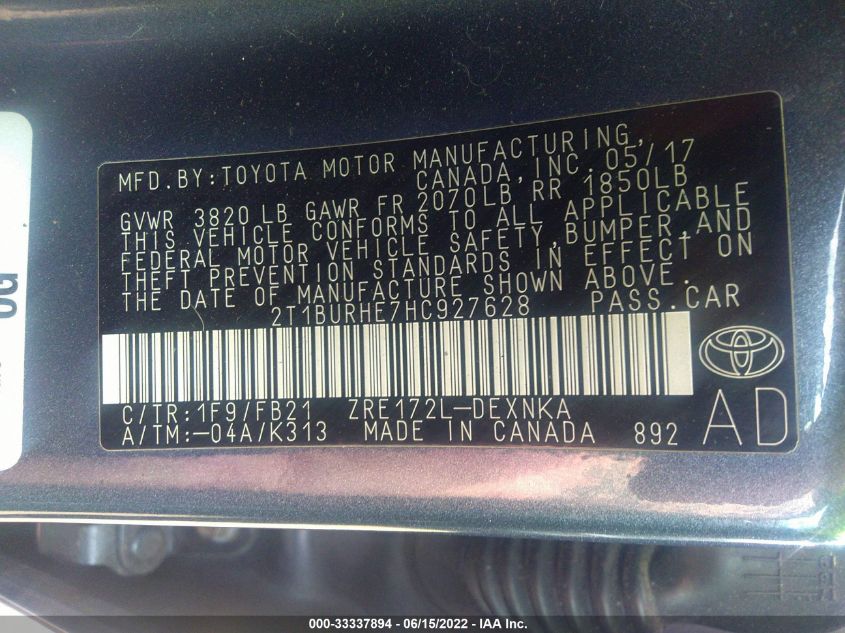 MFD.BY:TOYOTA MOTOR MANUFACTURING,
CANADA,INC. 05/17
GVWR 3820 LB GAWR FR 2070LB RR 1850LB
THIS VEHICLE CONFORMS TO ALL APPLICABLE
FEDERAL MOTOR VEHICLE SAFETY,BUMPER,AND
THEFT PREVENTION STANDARDS IN EFFECT ON
THE DATE OF MANUFACTURE SHOWN ABOVE.
2T1BURHE7HC927628 PASS.CAR
C/TR:1F9/FB21 ZRE172L-DEXNKA
A/TM:-04A/K313 MADE IN CANADA 892 AD
000-33337894 - 06/15/2022 - IAA Inc.